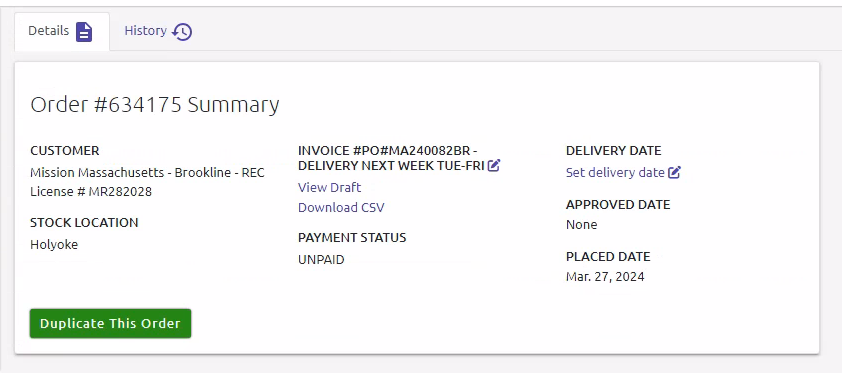 Details
History
Order #634175 Summary
CUSTOMER
Mission Massachusetts - Brookline - REC
License # MR282028
STOCK LOCATION
Holyoke
INVOICE #PO#MA240082BR -
DELIVERY NEXT WEEK TUE-FRI
View Draft
Download CSV
PAYMENT STATUS
UNPAID
DELIVERY DATE
Set delivery date
APPROVED DATE
None
PLACED DATE
Mar. 27, 2024
Duplicate This Order